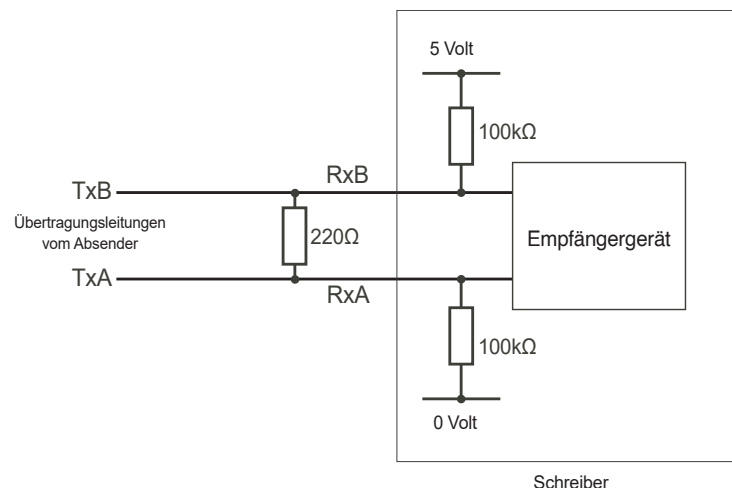 5 Volt
100kΩ
RxB
TxB
Übertragungsleitungen
vom Absender
220Ω
Empfängergerät
TxA
RxA
100kΩ
0 Volt
Schreiber